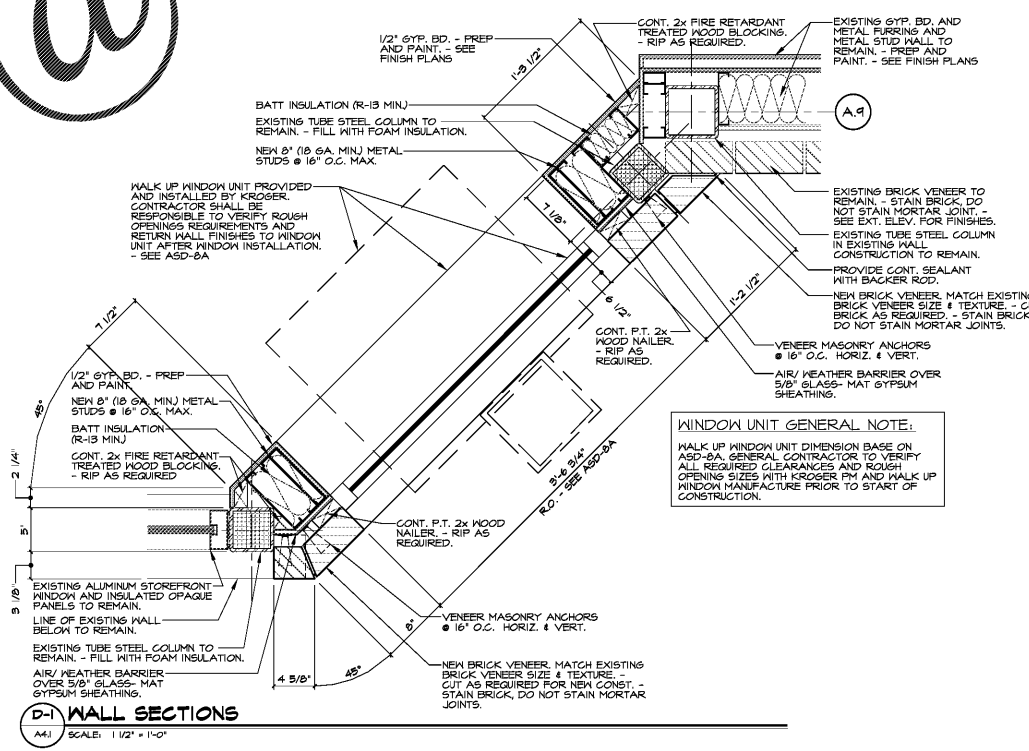 1/2" GYP. BD. - PREP
AND PAINT. - SEE
FINISH PLANS
1'-3 1/2"
CONT. 2x FIRE RETARDANT
TREATED WOOD BLOCKING.
- RIP AS REQUIRED.
EXISTING GYP. BD. AND
METAL FURRING AND
METAL STUD WALL TO
REMAIN. - PREP AND
PAINT. - SEE FINISH PLANS
BATT INSULATION (R-13 MIN.)
EXISTING TUBE STEEL COLUMN TO
REMAIN. - FILL WITH FOAM INSULATION.
NEW 8" (18 GA. MIN.) METAL
STUDS @ 16" O.C. MAX.
A.9
WALK UP WINDOW UNIT PROVIDED
AND INSTALLED BY KROGER.
CONTRACTOR SHALL BE
RESPONSIBLE TO VERIFY ROUGH
OPENINGS REQUIREMENTS AND
RETURN WALL FINISHES TO WINDOW
UNIT AFTER WINDOW INSTALLATION.
- SEE ASD-8A
7 1/8"
EXISTING BRICK VENEER TO
REMAIN. - STAIN BRICK, DO
NOT STAIN MORTAR JOINT. -
SEE EXT. ELEV. FOR FINISHES.
EXISTING TUBE STEEL COLUMN
IN EXISTING WALL
CONSTRUCTION TO REMAIN.
PROVIDE CONT. SEALANT
WITH BACKER ROD.
NEW BRICK VENEER. MATCH EXISTING
BRICK VENEER SIZE & TEXTURE. - C
BRICK AS REQUIRED. - STAIN BRICK
DO NOT STAIN MORTAR JOINTS.
6 1/2"
1'-2 1/2"
CONT. P.T. 2x
WOOD NAILER.
- RIP AS
REQUIRED.
VENEER MASONRY ANCHORS
@ 16" O.C. HORIZ. & VERT.
AIR/ WEATHER BARRIER OVER
5/8" GLASS- MAT GYPSUM
SHEATHING.
7 1/2"
45°
1/2" GYP. BD. - PREP
AND PAINT.
NEW 8" (18 GA. MIN.) METAL
STUDS @ 16" O.C. MAX.
BATT INSULATION
(R-13 MIN.)
CONT. 2x FIRE RETARDANT
TREATED WOOD BLOCKING.
- RIP AS REQUIRED
2 1/4"
5"
3 1/8"
WINDOW UNIT GENERAL NOTE:
WALK UP WINDOW UNIT DIMENSION BASE ON
ASD-8A. GENERAL CONTRACTOR TO VERIFY
ALL REQUIRED CLEARANCES AND ROUGH
OPENING SIZES WITH KROGER PM AND WALK UP
WINDOW MANUFACTURE PRIOR TO START OF
CONSTRUCTION.
3'-6 3/4"
R.O. - SEE ASD-8A
CONT. P.T. 2x WOOD
NAILER. - RIP AS
REQUIRED.
EXISTING ALUMINUM STOREFRONT
WINDOW AND INSULATED OPAQUE
PANELS TO REMAIN.
LINE OF EXISTING WALL
BELOW TO REMAIN.
EXISTING TUBE STEEL COLUMN TO
REMAIN. - FILL WITH FOAM INSULATION.
AIR/ WEATHER BARRIER
OVER 5/8" GLASS- MAT
GYPSUM SHEATHING.
4 5/8"
45°
8"
VENEER MASONRY ANCHORS
@ 16" O.C. HORIZ. & VERT.
NEW BRICK VENEER. MATCH EXISTING
BRICK VENEER SIZE & TEXTURE. -
CUT AS REQUIRED FOR NEW CONST. -
STAIN BRICK, DO NOT STAIN MORTAR
JOINTS.
D-1
A4.1
WALL SECTIONS
SCALE: 1 1/2" = 1'-0"